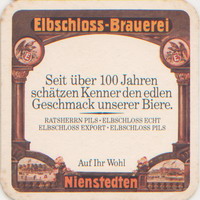 Elbschloss-Brauerei
Seit über 100 Jahren
schätzen Kenner den edlen
Geschmack unserer Biere.
RATSHERRN PILS · ELBSCHLOSS ECHT
ELBSCHLOSS EXPORT · ELBSCHLOSS PILS
Auf Ihr Wohl
Nienstedten